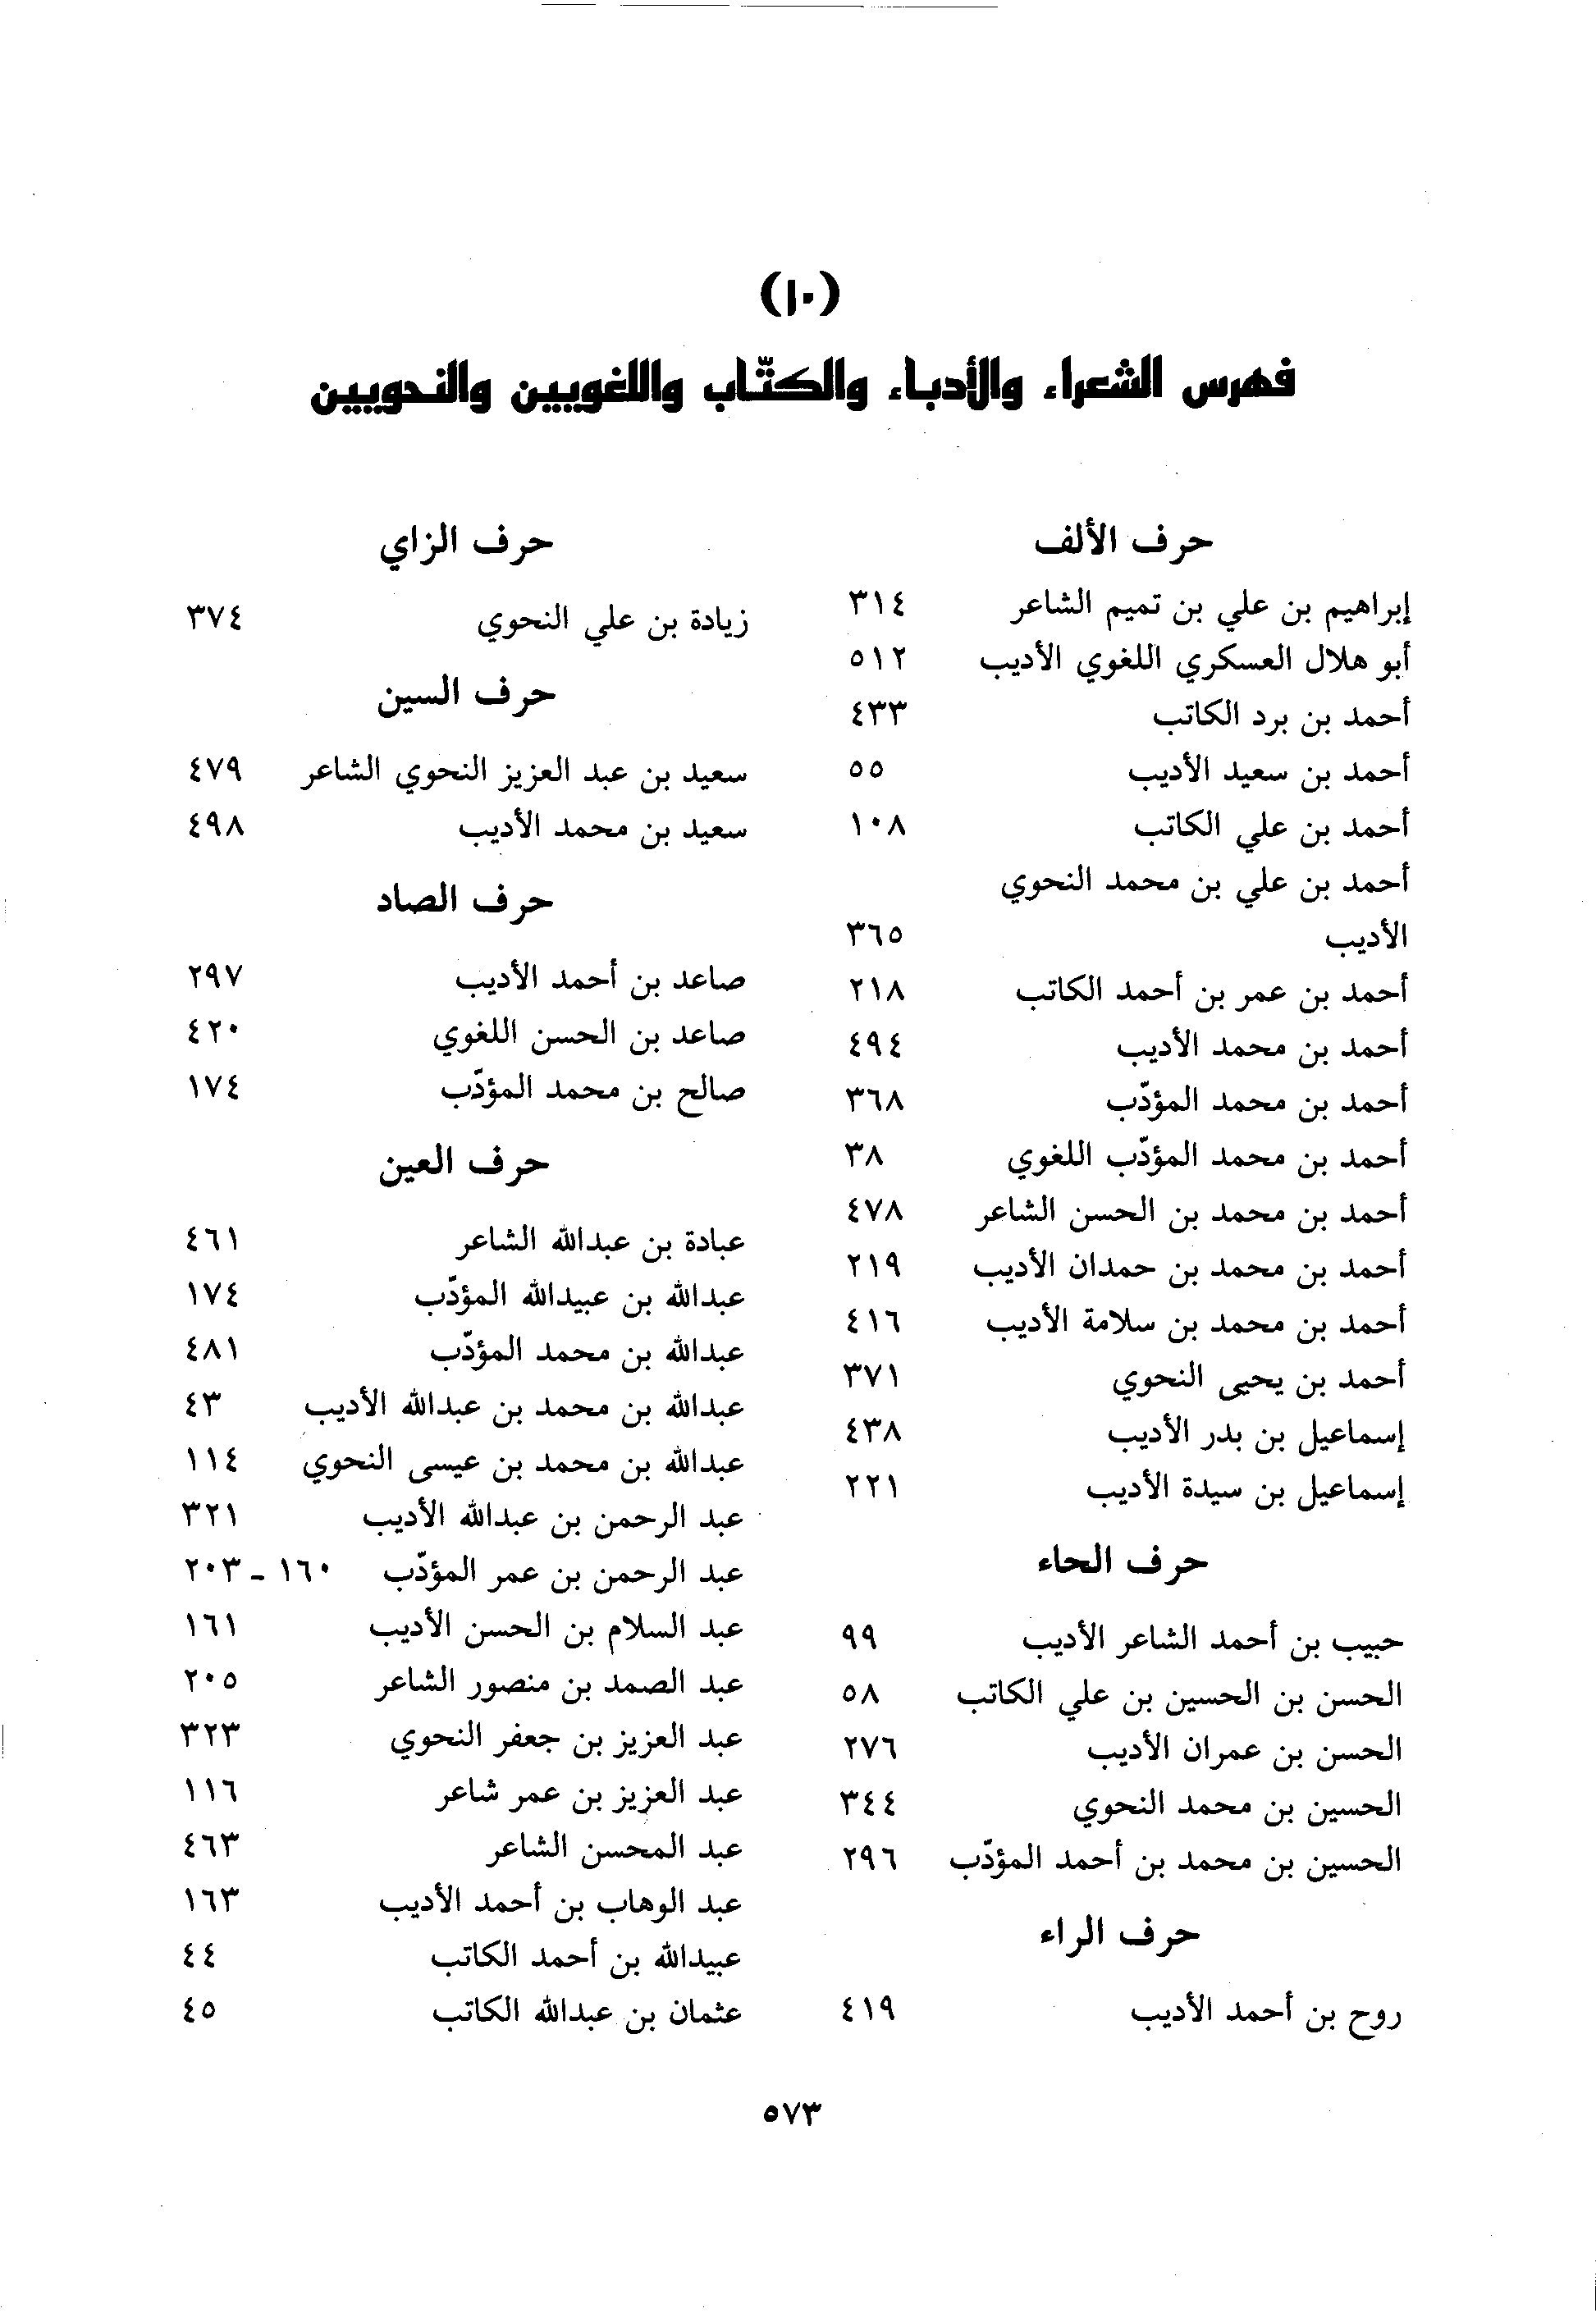 (١٠)
فهرس الشعراء والأدباء والكتّاب واللغويين والنحويين
حرف الألف
إبراهيم بن علي بن تميم الشاعر ٣١٤
أبو هلال العسكري اللغوي الأديب ٥١٢
أحمد بن برد الكاتب ٤٣٣
أحمد بن سعيد الأديب ٥٥
أحمد بن علي الكاتب ١٠٨
أحمد بن علي بن محمد النحوي
الأديب ٣٦٥
أحمد بن عمر بن أحمد الكاتب ٢١٨
أحمد بن محمد الأديب ٤٩٤
أحمد بن محمد المؤدّب ٣٦٨
أحمد بن محمد المؤدّب اللغوي ٣٨
أحمد بن محمد بن الحسن الشاعر ٤٧٨
أحمد بن محمد بن حمدان الأديب ٢١٩
أحمد بن محمد بن سلامة الأديب ٤١٦
أحمد بن يحيى النحوي ٣٧١
إسماعيل بن بدر الأديب ٤٣٨
إسماعيل بن سيدة الأديب ٢٢١
حرف الحاء
حبيب بن أحمد الشاعر الأديب ٩٩
الحسن بن الحسين بن علي الكاتب ٥٨
الحسن بن عمران الأديب ٢٧٦
الحسين بن محمد النحوي ٣٤٤
الحسين بن محمد بن أحمد المؤدّب ٢٩٦
حرف الراء
روح بن أحمد الأديب ٤١٩
حرف الزاي
زيادة بن علي النحوي ٣٧٤
حرف السين
سعيد بن عبد العزيز النحوي الشاعر ٤٧٩
سعيد بن محمد الأديب ٤٩٨
حرف الصاد
صاعد بن أحمد الأديب ٢٩٧
صاعد بن الحسن اللغوي ٤٢٠
صالح بن محمد المؤدّب ١٧٤
حرف العين
عبادة بن عبدالله الشاعر ٤٦١
عبدالله بن عبيدالله المؤدّب ١٧٤
عبدالله بن محمد المؤدّب ٤٨١
عبدالله بن محمد بن عبدالله الأديب ٤٣
عبدالله بن محمد بن عيسى النحوي ١١٤
عبد الرحمن بن عبدالله الأديب ٣٢١
عبد الرحمن بن عمر المؤدّب ١٦٠ - ٢٠٣
عبد السلام بن الحسن الأديب ١٦١
عبد الصمد بن منصور الشاعر ٢٠٥
عبد العزيز بن جعفر النحوي ٣٢٣
عبد العزيز بن عمر شاعر ١١٦
عبد المحسن الشاعر ٤٦٣
عبد الوهاب بن أحمد الأديب ١٦٣
عبيدالله بن أحمد الكاتب ٤٤
عثمان بن عبدالله الكاتب ٤٥
٥٧٣